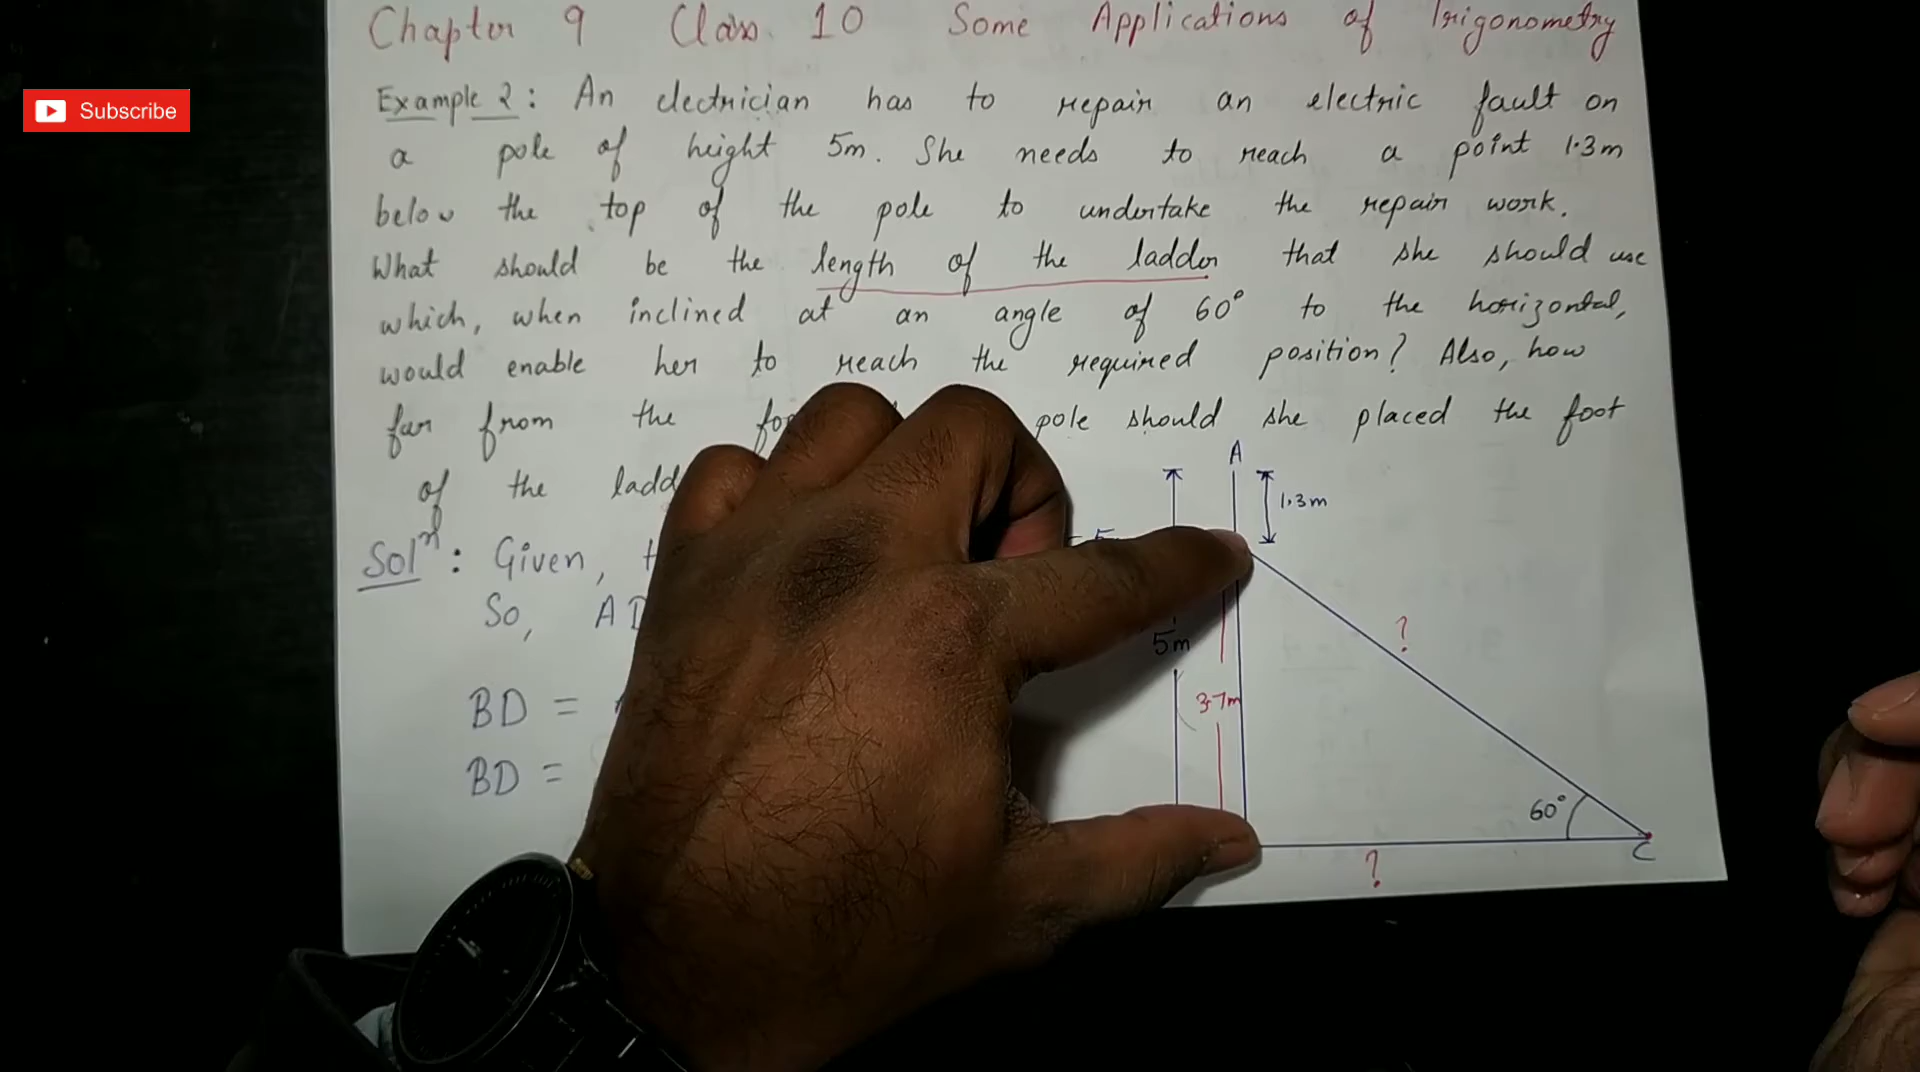 Chapter 9 Class 10 Some Applications of Trigonometry
Subscribe
Example 2: An electrician has to repair an electric fault on
a pole of height 5m. She needs to reach a point 1.3m
below the top of the pole to undertake the repair work.
What should be the length of the ladder that she should use
which, when inclined at an angle of 60° to the horizontal,
would enable her to reach the required position? Also, how
far from the pole should she placed the foot
of the
A
1.3m
Solⁿ: Given,
So,
?
5m
BD =
3.7m
BD =
60°
C
?